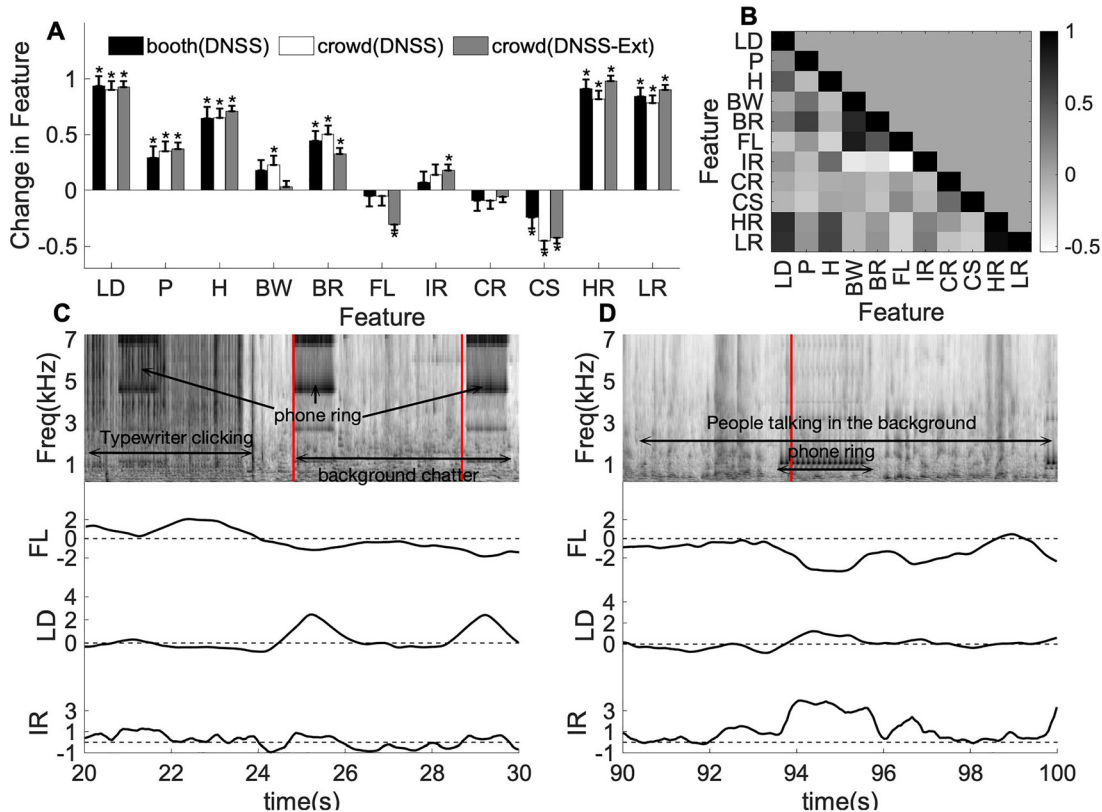 A
booth(DNSS) crowd(DNSS) crowd(DNSS-Ext)
Change in Feature
1
0.5
0
-0.5
LD P H BW BR FL IR CR CS HR LR
Feature
B
Feature
LD
P
H
BW
BR
FL
IR
CR
CS
HR
LR
LD P H BW BR FL IR CR CS HR LR
Feature
1
0.5
0
-0.5
C
Freq(kHz)
7
5
3
1
phone ring
Typewriter clicking
background chatter
FL
2
0
-2
LD
4
2
0
IR
3
1
-1
20 22 24 26 28 30
time(s)
D
Freq(kHz)
7
5
3
1
People talking in the background
phone ring
FL
2
0
-2
LD
4
2
0
IR
3
1
-1
90 92 94 96 98 100
time(s)